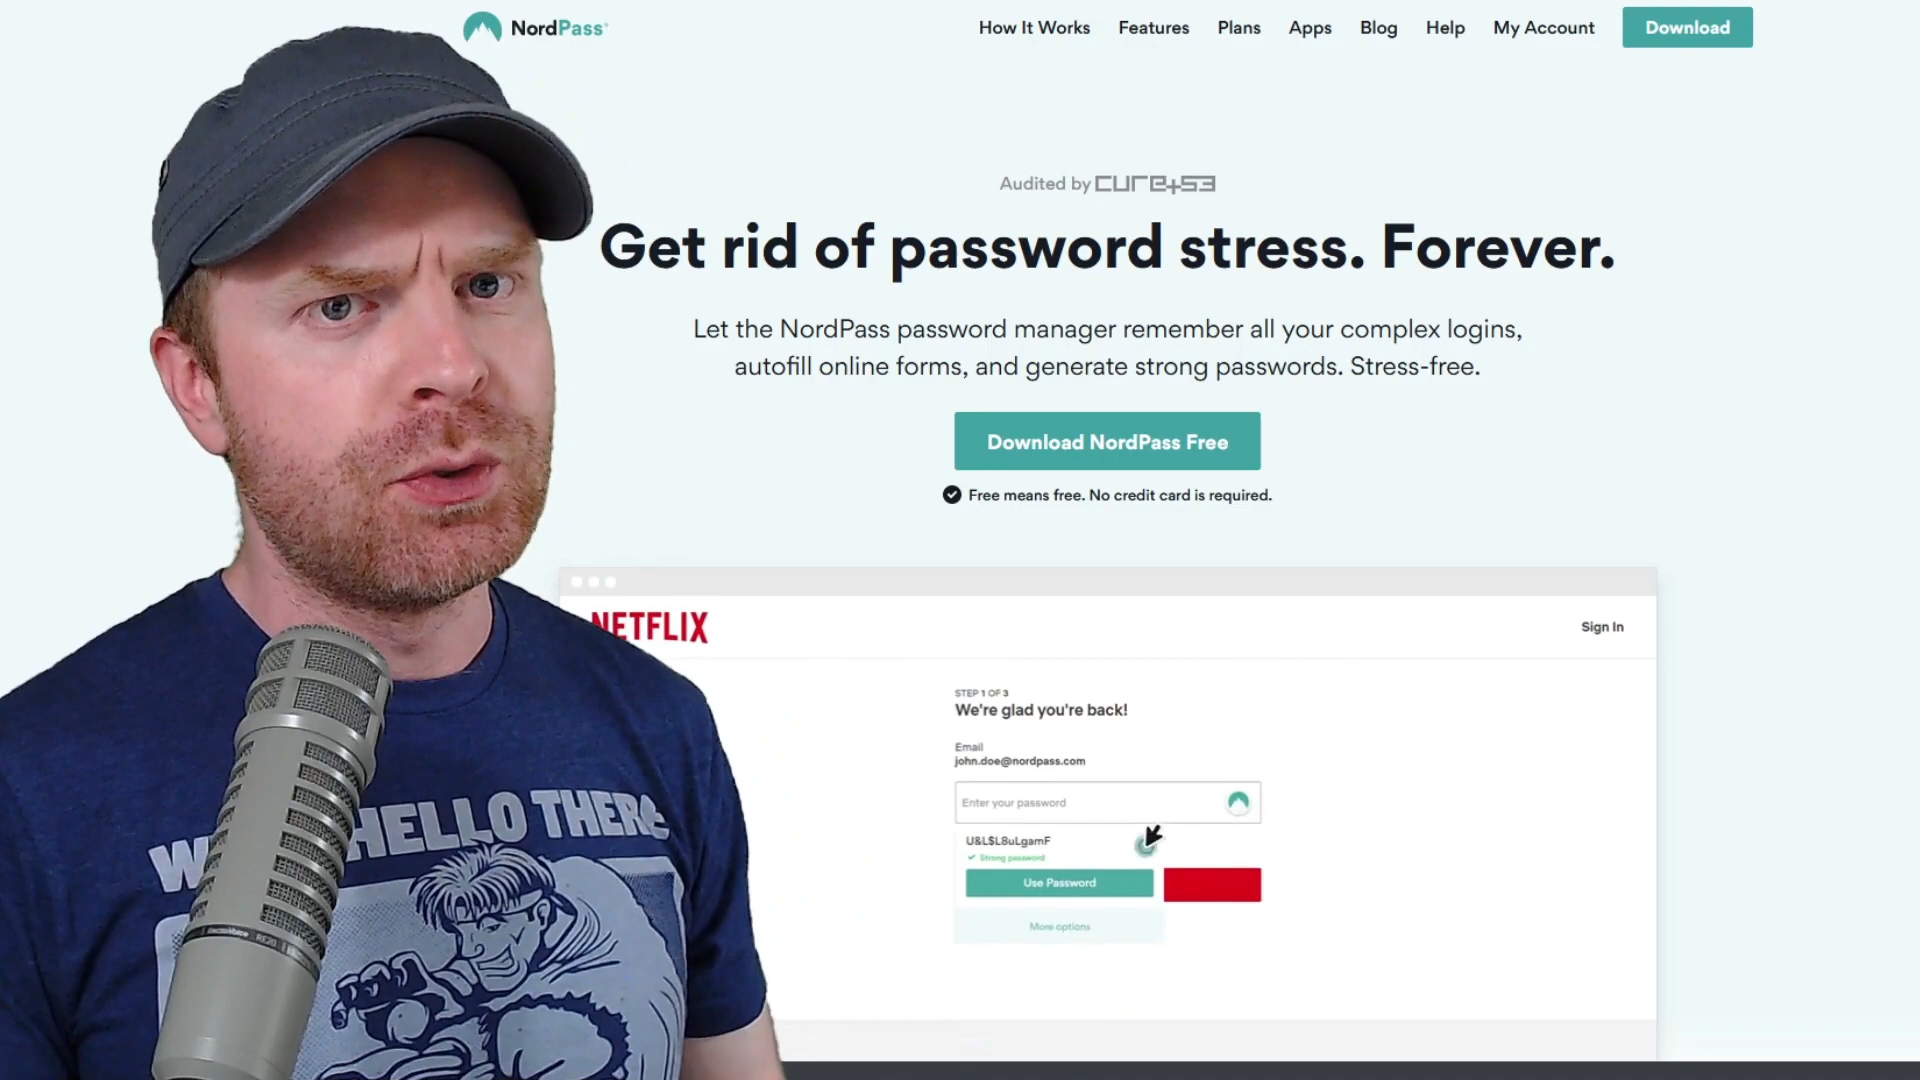 NordPass®
How It Works
Features
Plans
Apps
Blog
Help
My Account
Download
Audited by cure+53
Get rid of password stress. Forever.
Let the NordPass password manager remember all your complex logins,
autofill online forms, and generate strong passwords. Stress-free.
Download NordPass Free
Free means free. No credit card is required.
NETFLIX
Sign In
STEP 1 OF 3
We're glad you're back!
Email
john.doe@nordpass.com
Enter your password
U&L$L8uLgamF
Strong password
Use Password
More options
HELLO THERE
ElectroVoice RE20